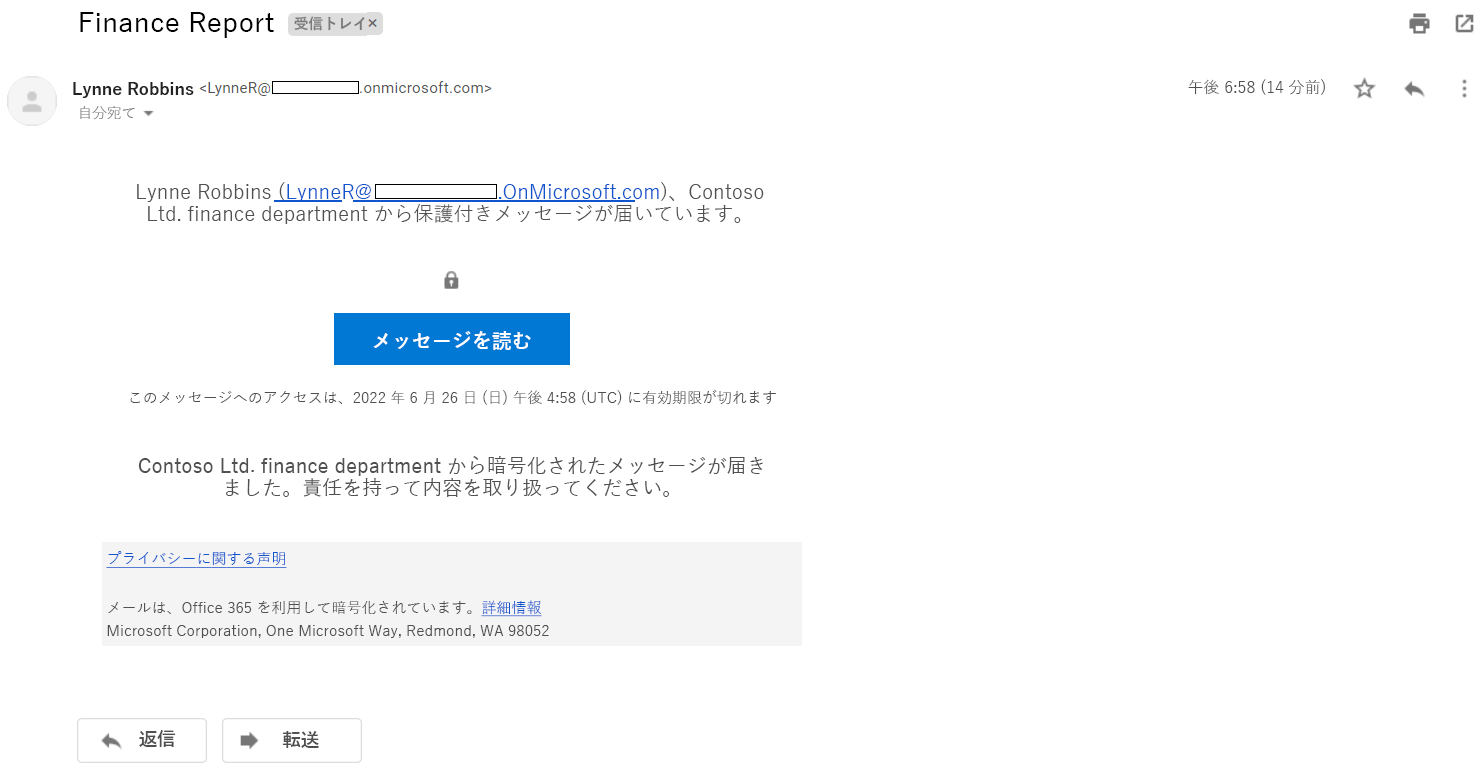 Finance Report 受信トレイ×
Lynne Robbins <LynneR@ .onmicrosoft.com> 午後 6:58 (14 分前)
自分宛て
Lynne Robbins (LynneR@ .OnMicrosoft.com)、Contoso
Ltd. finance department から保護付きメッセージが届いています。
メッセージを読む
このメッセージへのアクセスは、2022 年 6 月 26 日 (日) 午後 4:58 (UTC) に有効期限が切れます
Contoso Ltd. finance department から暗号化されたメッセージが届き
ました。責任を持って内容を取り扱ってください。
プライバシーに関する声明
メールは、Office 365 を利用して暗号化されています。詳細情報
Microsoft Corporation, One Microsoft Way, Redmond, WA 98052
返信 転送